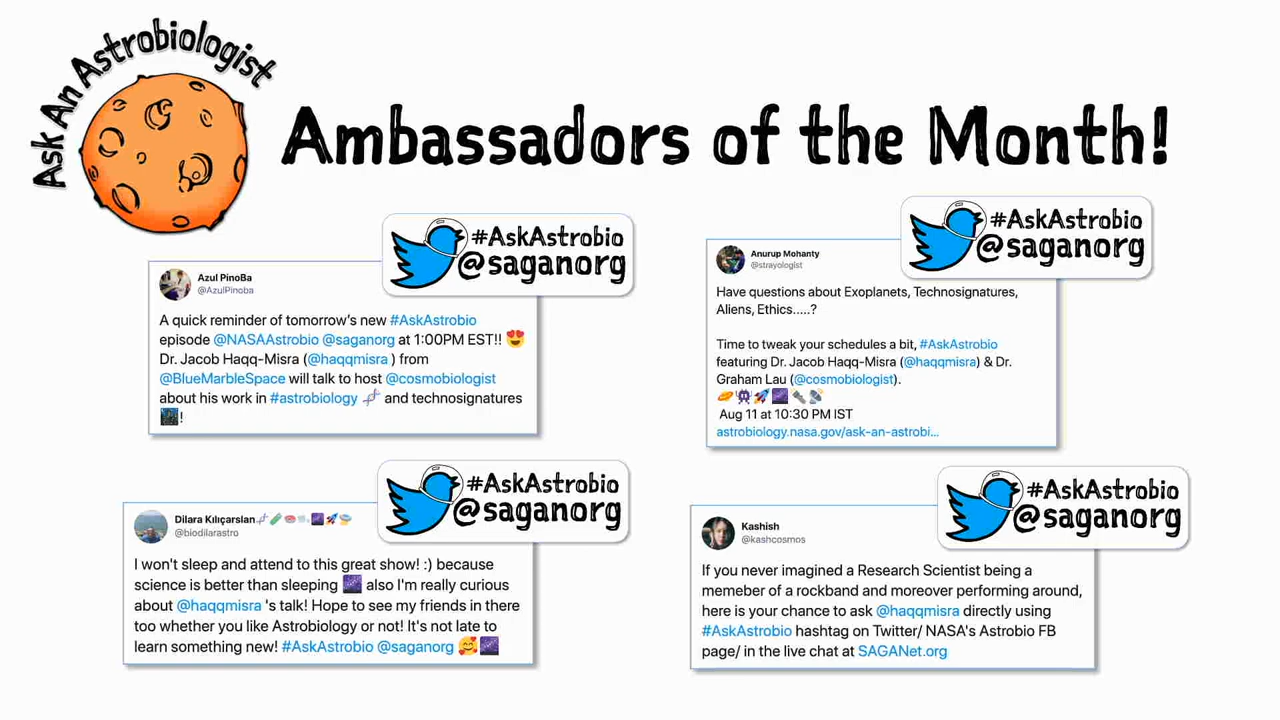 Ask An Astrobiologist
Ambassadors of the Month!
#AskAstrobio
@saganorg
Azul PinoBa
@AzulPinoba
A quick reminder of tomorrow's new #AskAstrobio
episode @NASAAstrobio @saganorg at 1:00PM EST!! 😍
Dr. Jacob Haqq-Misra (@haqqmisra ) from
@BlueMarbleSpace will talk to host @cosmobiologist
about his work in #astrobiology 🧬 and technosignatures
🌃!
#AskAstrobio
@saganorg
Anurup Mohanty
@strayologist
Have questions about Exoplanets, Technosignatures,
Aliens, Ethics.....?
Time to tweak your schedules a bit, #AskAstrobio
featuring Dr. Jacob Haqq-Misra (@haqqmisra) & Dr.
Graham Lau (@cosmobiologist).
🪐👾🚀🌌🔦📡
Aug 11 at 10:30 PM IST
astrobiology.nasa.gov/ask-an-astrobi...
#AskAstrobio
@saganorg
Dilara Kılıçarslan
@biodilarastro
I won't sleep and attend to this great show! :) because
science is better than sleeping 🌌 also I'm really curious
about @haqqmisra 's talk! Hope to see my friends in there
too whether you like Astrobiology or not! It's not late to
learn something new! #AskAstrobio @saganorg 🥰🌌
#AskAstrobio
@saganorg
Kashish
@kashcosmos
If you never imagined a Research Scientist being a
memeber of a rockband and moreover performing around,
here is your chance to ask @haqqmisra directly using
#AskAstrobio hashtag on Twitter/ NASA's Astrobio FB
page/ in the live chat at SAGANet.org